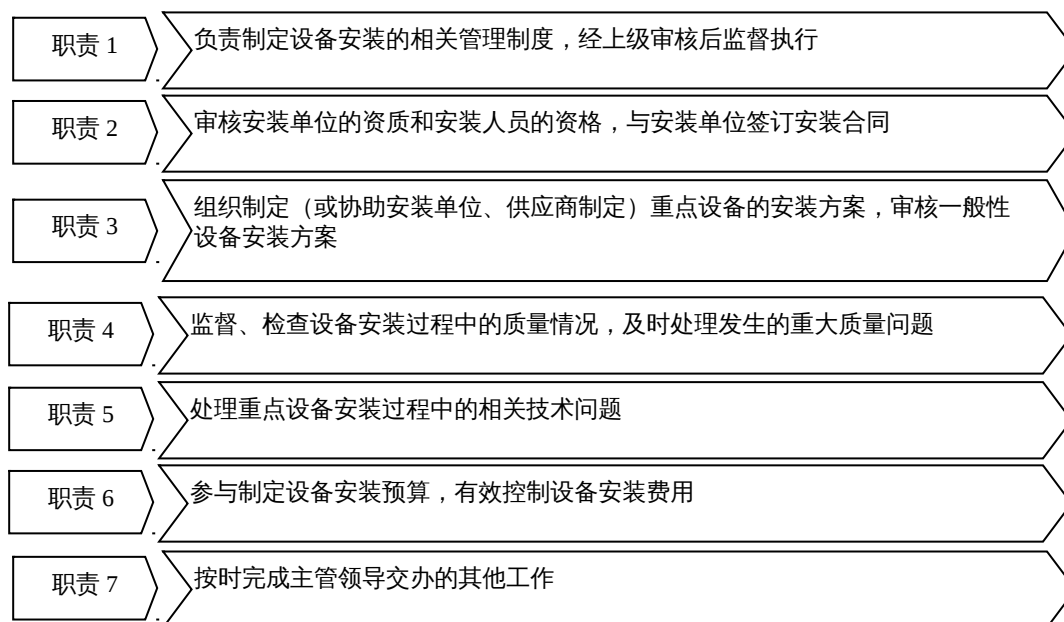 职责 1
负责制定设备安装的相关管理制度，经上级审核后监督执行
职责 2
审核安装单位的资质和安装人员的资格，与安装单位签订安装合同
职责 3
组织制定（或协助安装单位、供应商制定）重点设备的安装方案，审核一般性
设备安装方案
职责 4
监督、检查设备安装过程中的质量情况，及时处理发生的重大质量问题
职责 5
处理重点设备安装过程中的相关技术问题
职责 6
参与制定设备安装预算，有效控制设备安装费用
职责 7
按时完成主管领导交办的其他工作